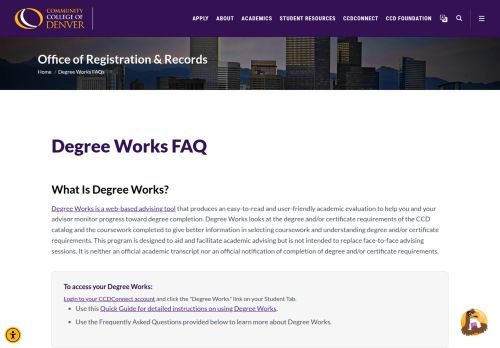 COMMUNITY
COLLEGE OF
DENVER
APPLY ABOUT ACADEMICS STUDENT RESOURCES CCDCONNECT CCD FOUNDATION
Office of Registration & Records
Home / Degree Works FAQs
Degree Works FAQ
What Is Degree Works?
Degree Works is a web-based advising tool that produces an easy-to-read and user-friendly academic evaluation to help you and your
advisor monitor progress toward degree completion. Degree Works looks at the degree and/or certificate requirements of the CCD
catalog and the coursework completed to give better information in selecting coursework and understanding degree and/or certificate
requirements. This program is designed to aid and facilitate academic advising but is not intended to replace face-to-face advising
sessions. It is neither an official academic transcript nor an official notification of completion of degree and/or certificate requirements.
To access your Degree Works:
Login to your CCDConnect account and click the "Degree Works" link on your Student Tab.
• Use this Quick Guide for detailed instructions on using Degree Works.
• Use the Frequently Asked Questions provided below to learn more about Degree Works.